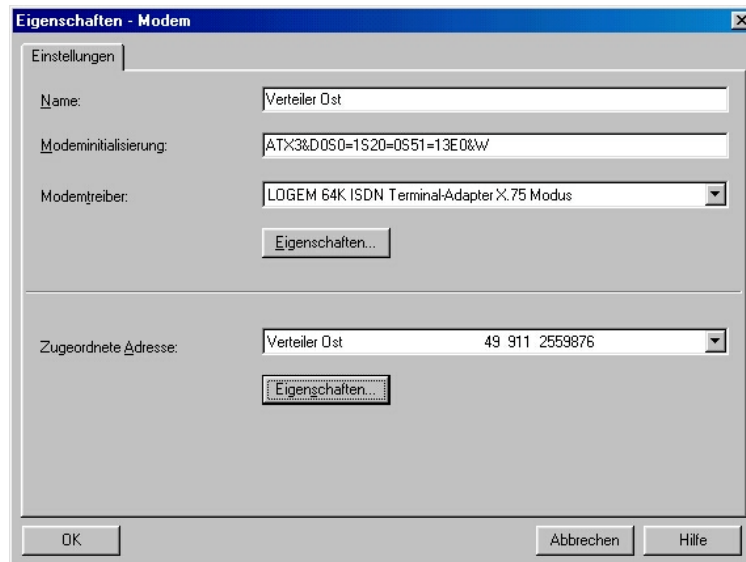 Eigenschaften - Modem
Einstellungen
Name: Verteiler Ost
Modeminitialisierung: ATX3&D0S0=1S20=0S51=13E0&W
Modemtreiber: LOGEM 64K ISDN Terminal-Adapter X.75 Modus
Eigenschaften...
Zugeordnete Adresse: Verteiler Ost 49 911 2559876
Eigenschaften...
OK Abbrechen Hilfe